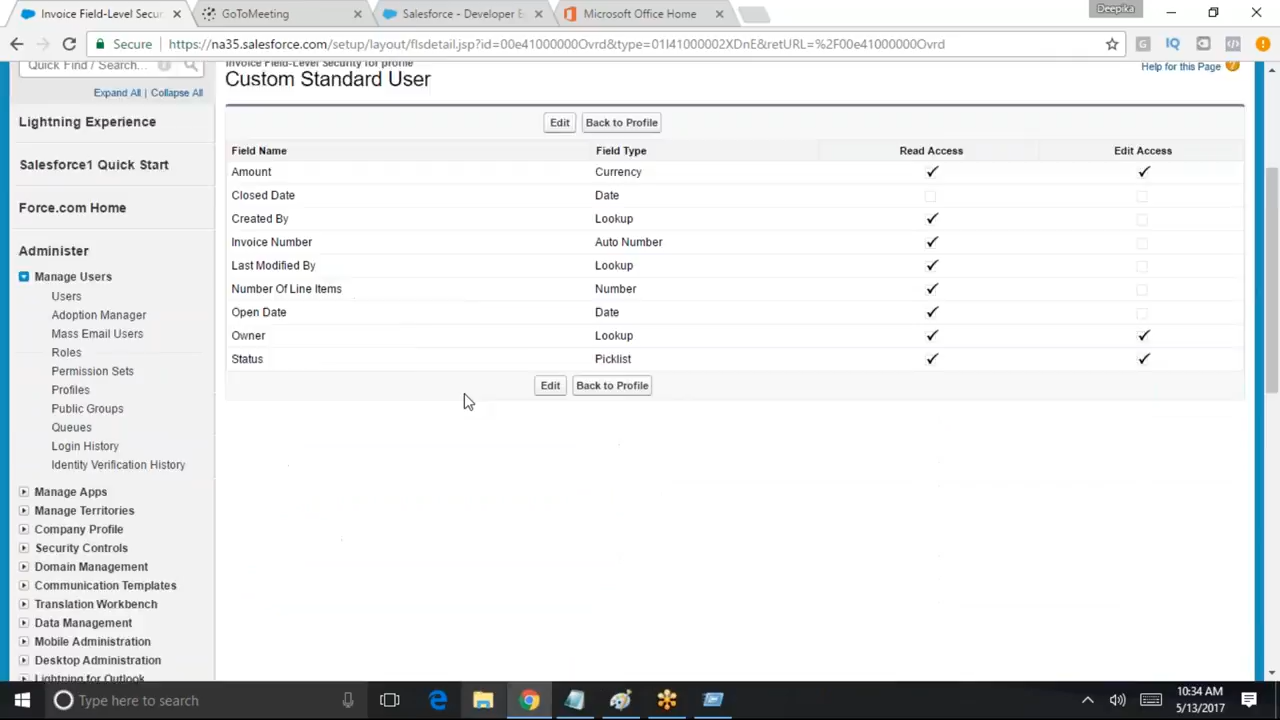 Invoice Field-Level Secur
GoToMeeting
Salesforce - Developer E
Microsoft Office Home
Deepika
Secure
https://na35.salesforce.com/setup/layout/flsdetail.jsp?id=00e41000000Ovrd&type=01I41000002XDnE&retURL=%2F00e41000000Ovrd
Quick Find / Search...
Expand All | Collapse All
Lightning Experience
Salesforce1 Quick Start
Force.com Home
Administer
Manage Users
Users
Adoption Manager
Mass Email Users
Roles
Permission Sets
Profiles
Public Groups
Queues
Login History
Identity Verification History
Manage Apps
Manage Territories
Company Profile
Security Controls
Domain Management
Communication Templates
Translation Workbench
Data Management
Mobile Administration
Desktop Administration
Lightning for Outlook
Invoice Field-Level Security for profile
Custom Standard User
Help for this Page
Edit Back to Profile
Field Name Field Type Read Access Edit Access
Amount Currency
Closed Date Date
Created By Lookup
Invoice Number Auto Number
Last Modified By Lookup
Number Of Line Items Number
Open Date Date
Owner Lookup
Status Picklist
Edit Back to Profile
Type here to search
10:34 AM
5/13/2017